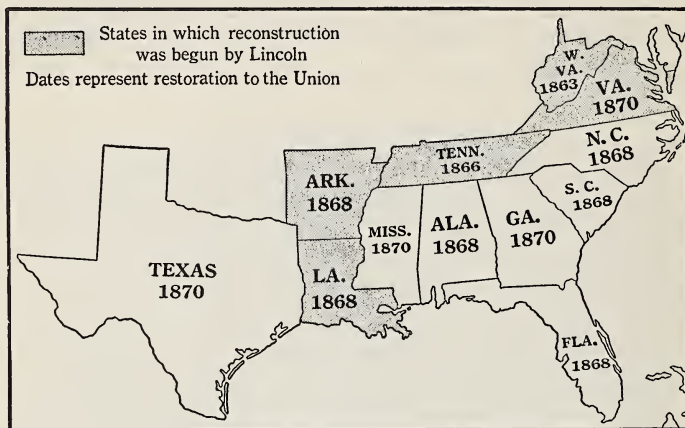 States in which reconstruction
was begun by Lincoln
Dates represent restoration to the Union
W.
VA.
1863
VA.
1870
N. C.
1868
TENN.
1866
ARK.
1868
S. C.
1868
MISS.
1870
ALA.
1868
GA.
1870
TEXAS
1870
LA.
1868
FLA.
1868